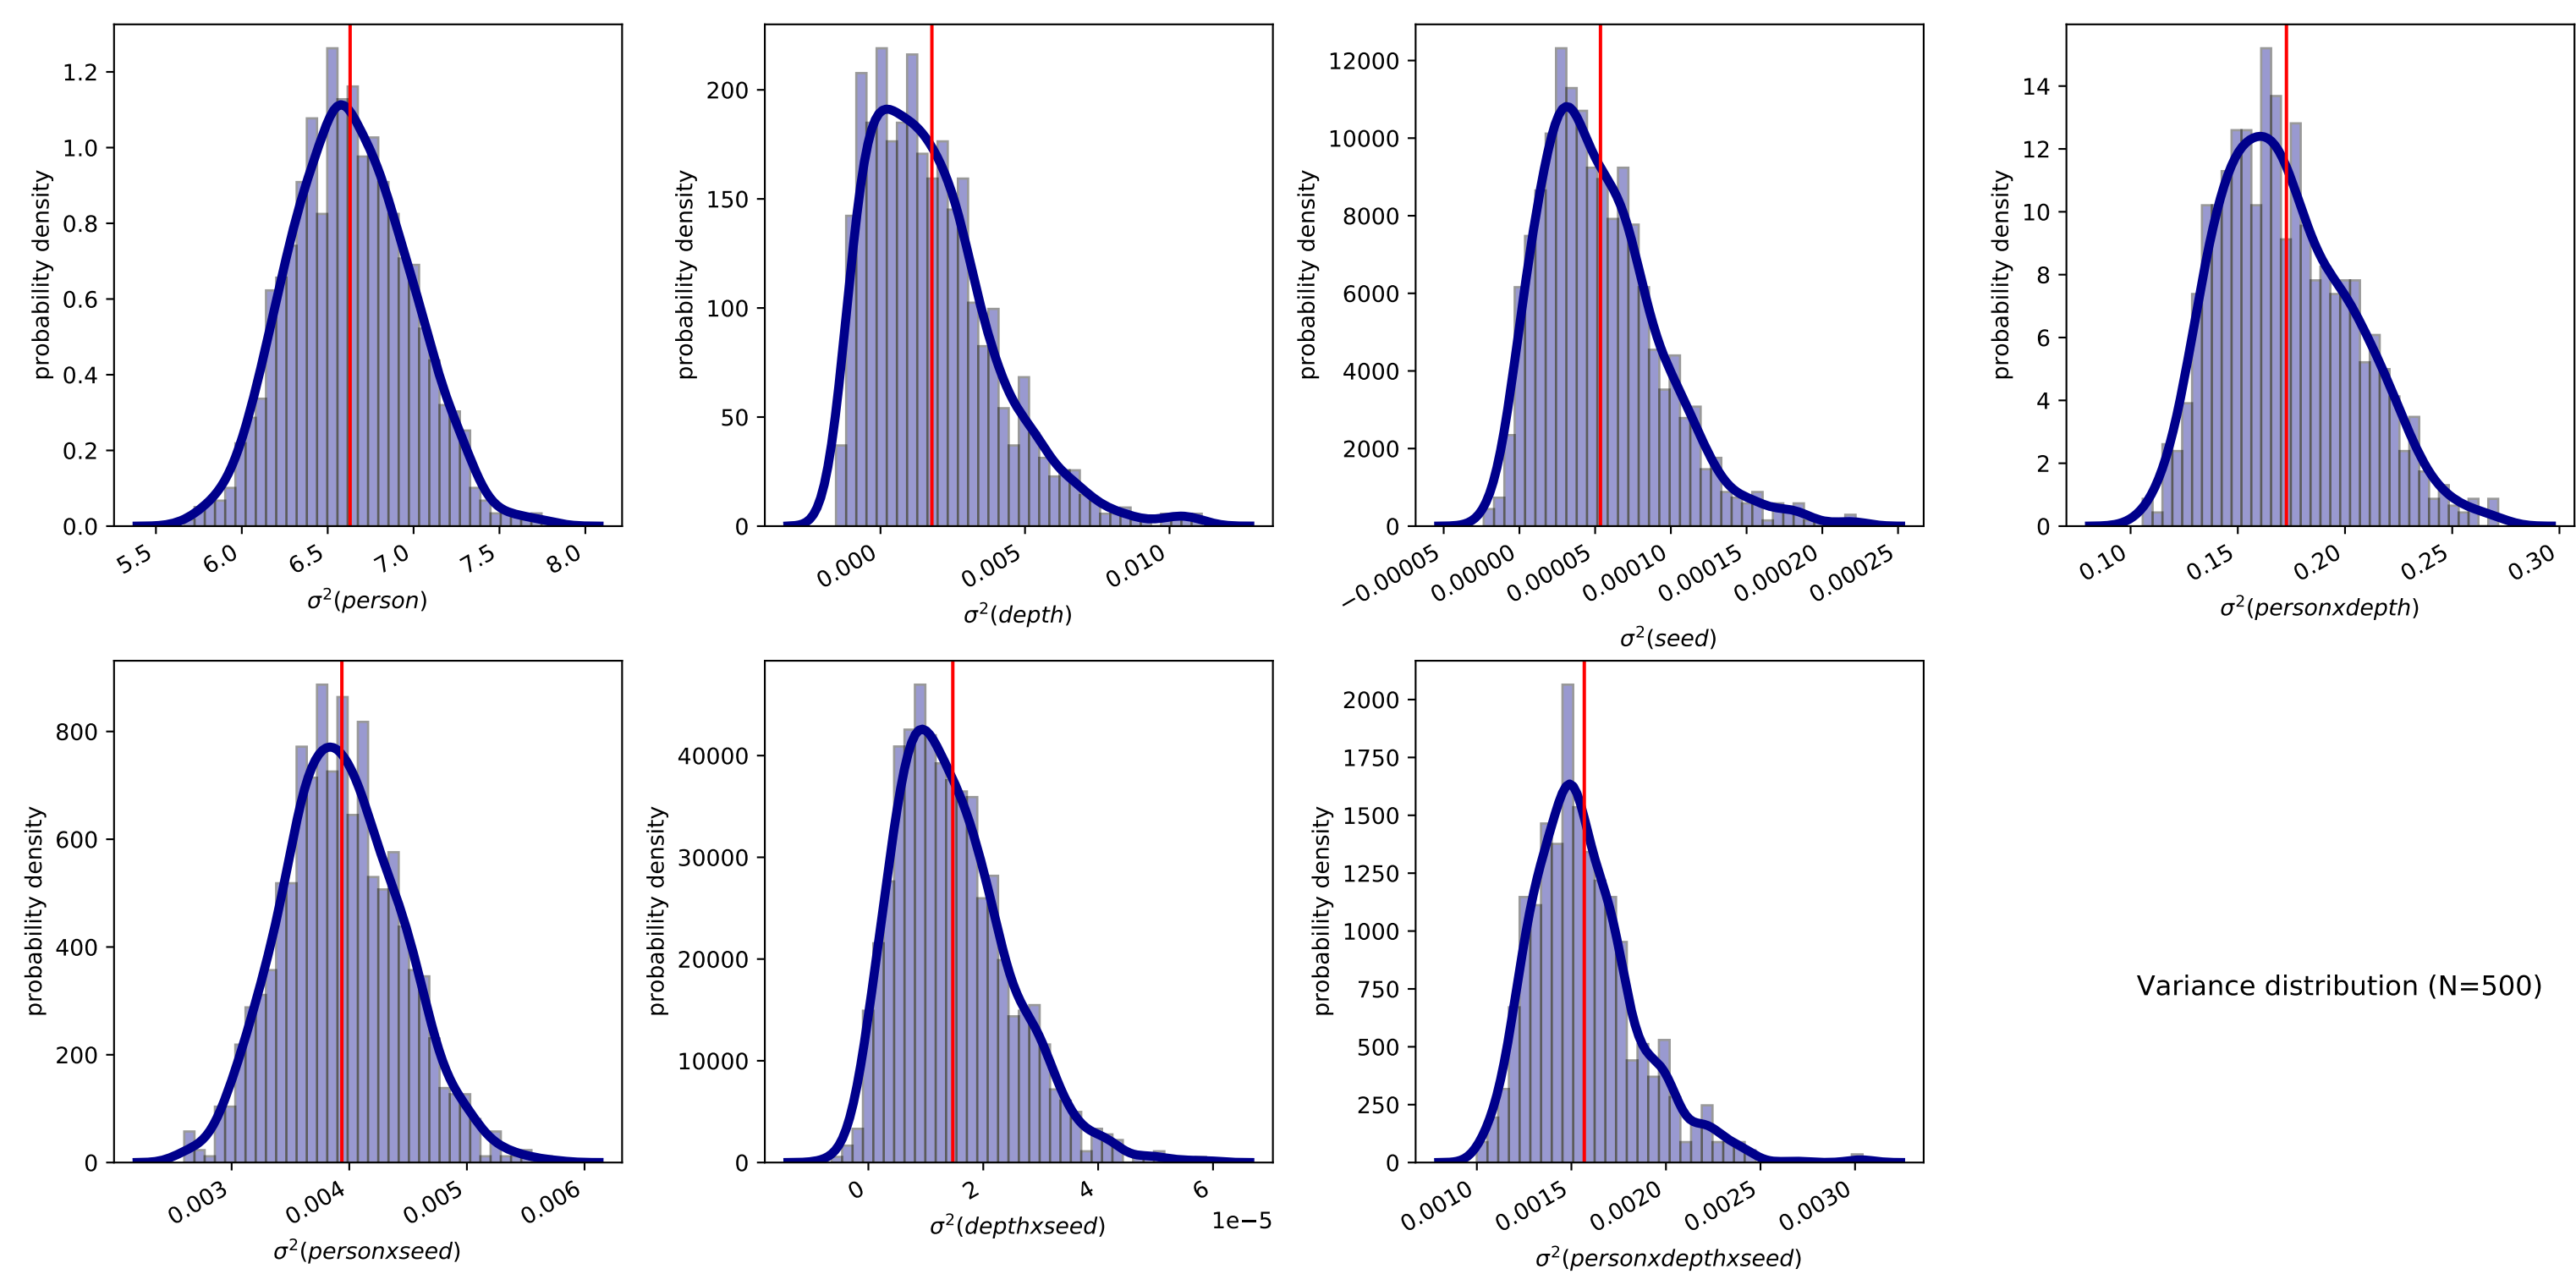 probability density
1.2
1.0
0.8
0.6
0.4
0.2
0.0
5.5 6.0 6.5 7.0 7.5 8.0
σ²(person)
probability density
200
150
100
50
0
0.000 0.005 0.010
σ²(depth)
probability density
12000
10000
8000
6000
4000
2000
0
−0.00005 0.00000 0.00005 0.00010 0.00015 0.00020 0.00025
σ²(seed)
probability density
14
12
10
8
6
4
2
0
0.10 0.15 0.20 0.25 0.30
σ²(personxdepth)
probability density
800
600
400
200
0
0.003 0.004 0.005 0.006
σ²(personxseed)
probability density
40000
30000
20000
10000
0
0 2 4 6
1e−5
σ²(depthxseed)
probability density
2000
1750
1500
1250
1000
750
500
250
0
0.0010 0.0015 0.0020 0.0025 0.0030
σ²(personxdepthxseed)
Variance distribution (N=500)